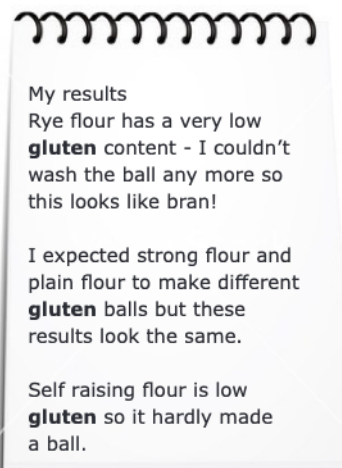 My results
Rye flour has a very low
gluten content - I couldn't
wash the ball any more so
this looks like bran!
I expected strong flour and
plain flour to make different
gluten balls but these
results look the same.
Self raising flour is low
gluten so it hardly made
a ball.